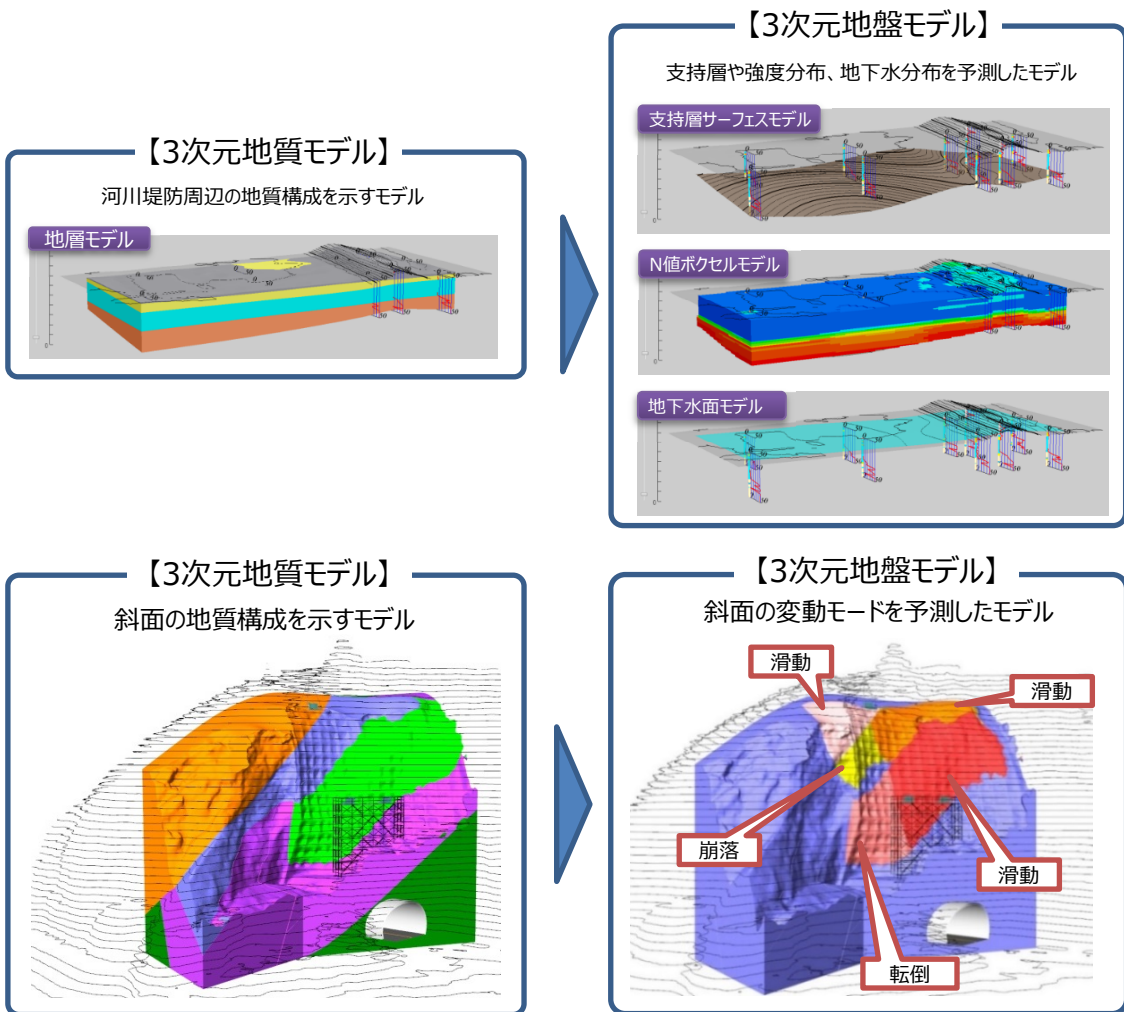 【3次元地質モデル】
河川堤防周辺の地質構成を示すモデル
地層モデル
【3次元地盤モデル】
支持層や強度分布、地下水分布を予測したモデル
支持層サーフェスモデル
N値ボクセルモデル
地下水面モデル
【3次元地質モデル】
斜面の地質構成を示すモデル
【3次元地盤モデル】
斜面の変動モードを予測したモデル
滑動
滑動
崩落
滑動
転倒